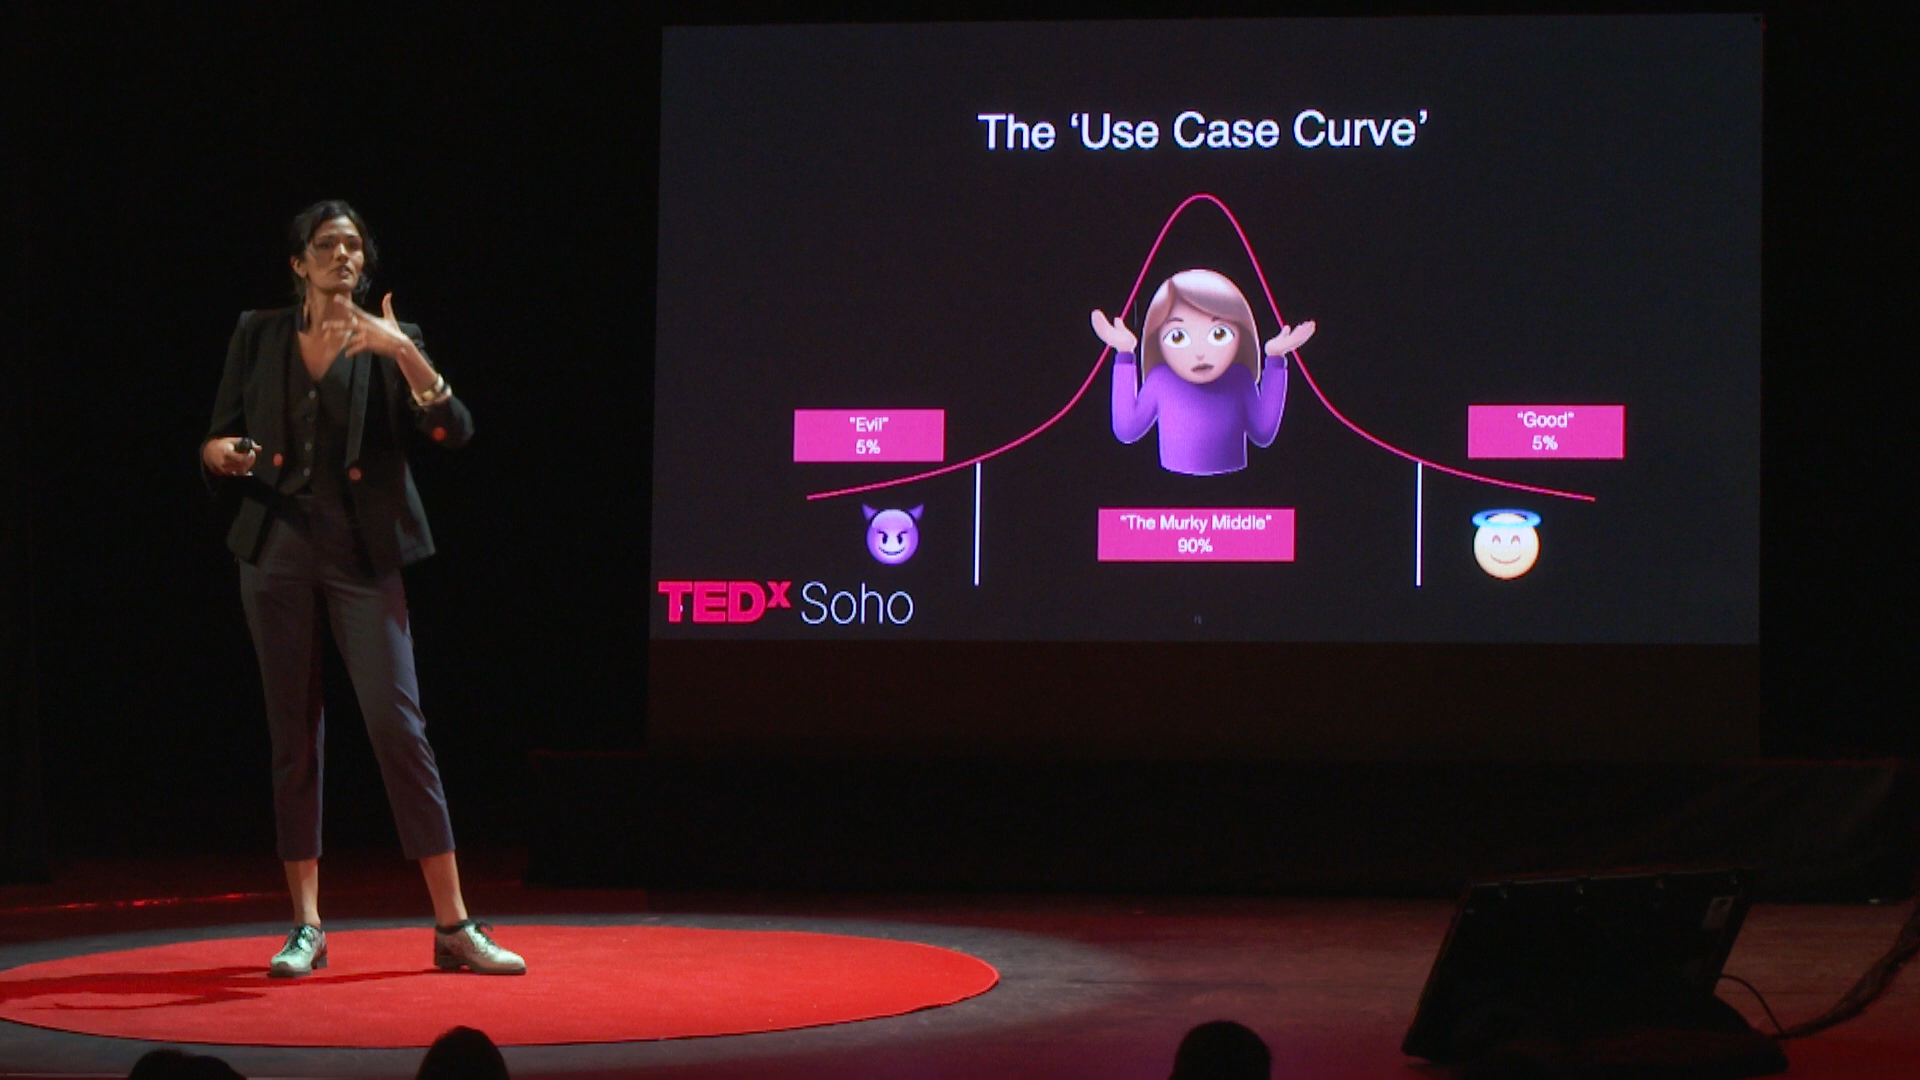 The ‘Use Case Curve’
"Evil"
5%
"Good"
5%
"The Murky Middle"
90%
TEDx Soho